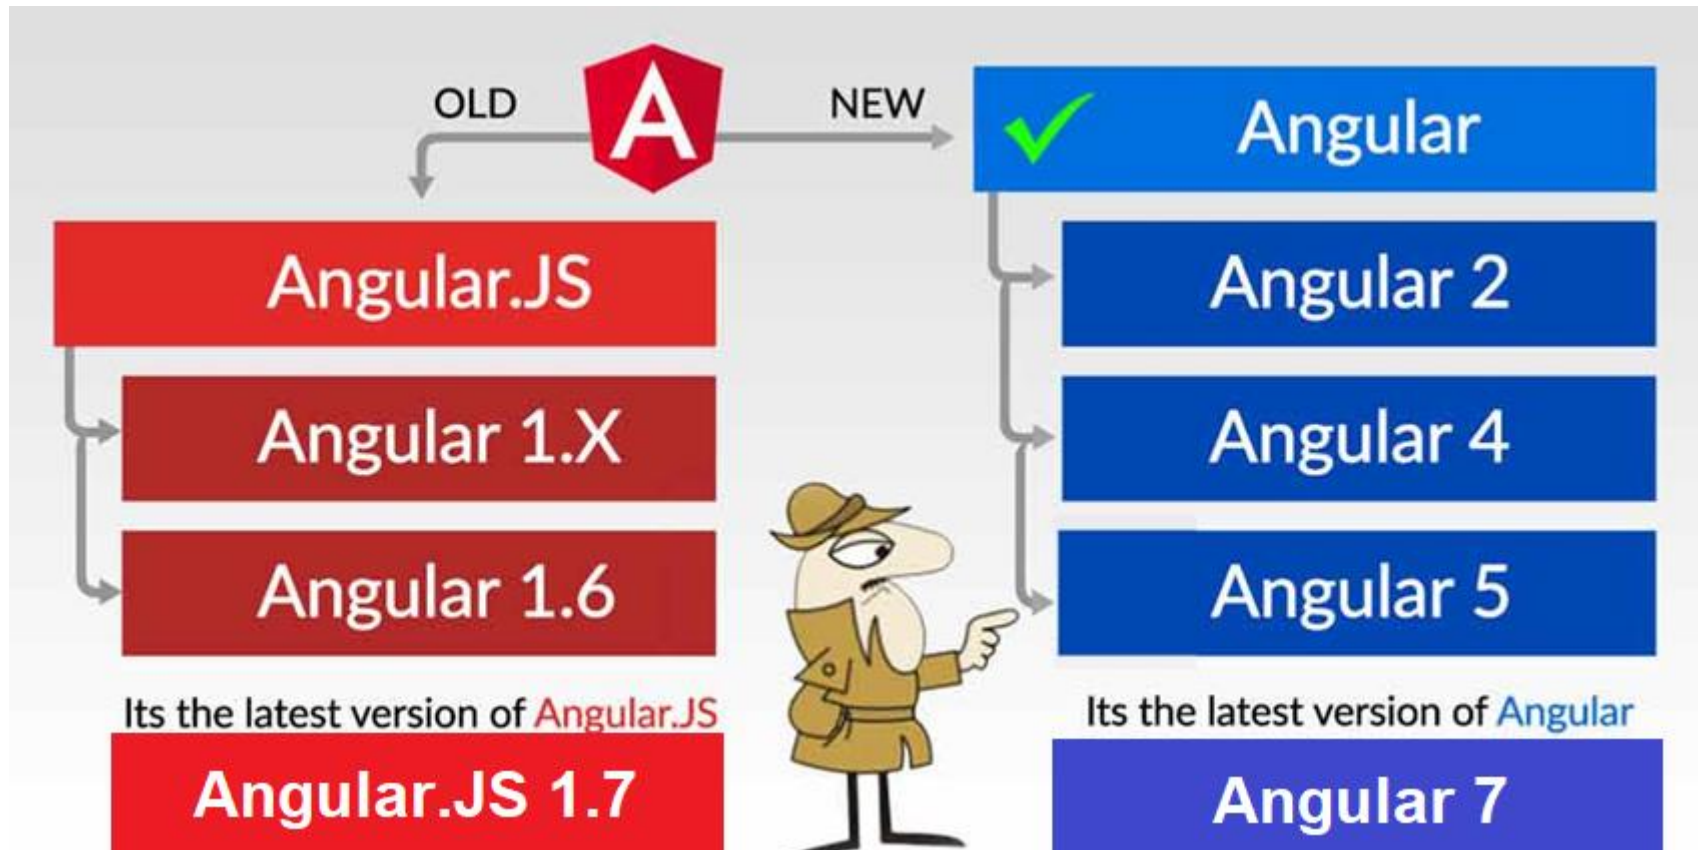 OLD
A
NEW
Angular.JS
Angular 1.X
Angular 1.6
Its the latest version of Angular.JS
Angular.JS 1.7
Angular
Angular 2
Angular 4
Angular 5
Its the latest version of Angular
Angular 7